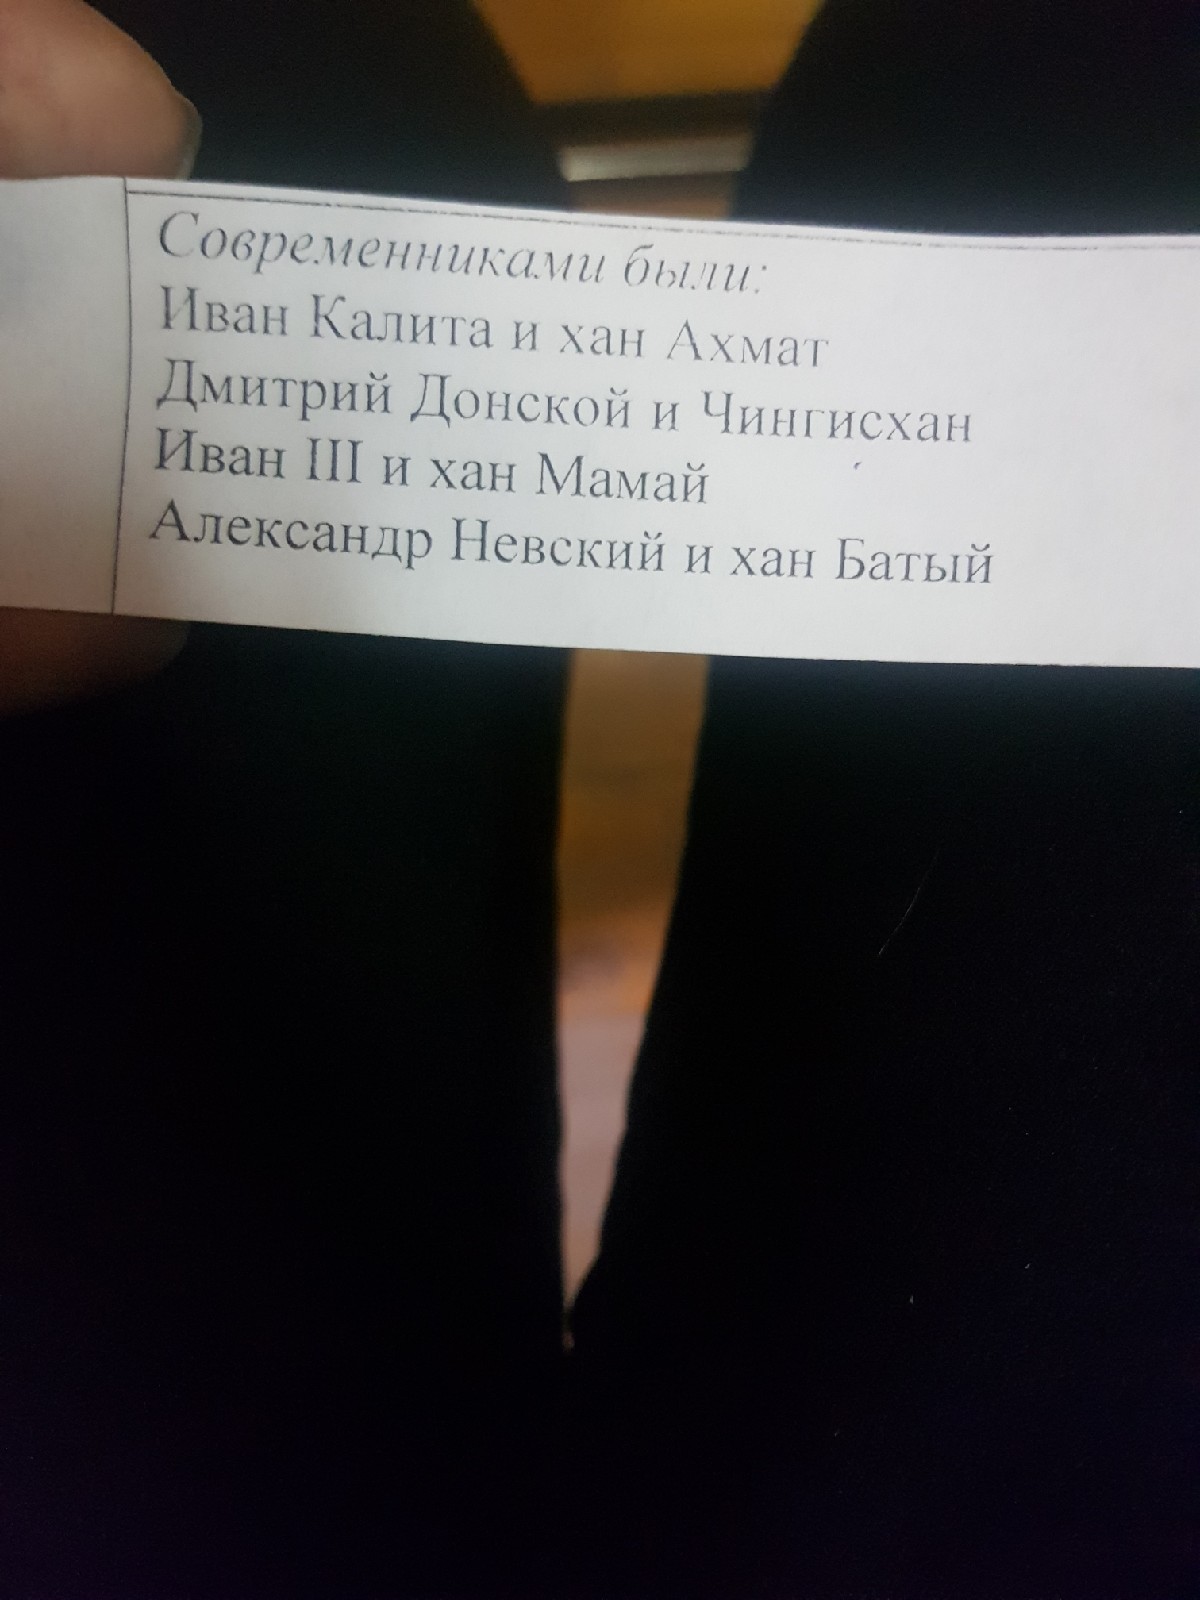 Современниками были:
Иван Калита и хан Ахмат
Дмитрий Донской и Чингисхан
Иван III и хан Мамай
Александр Невский и хан Батый